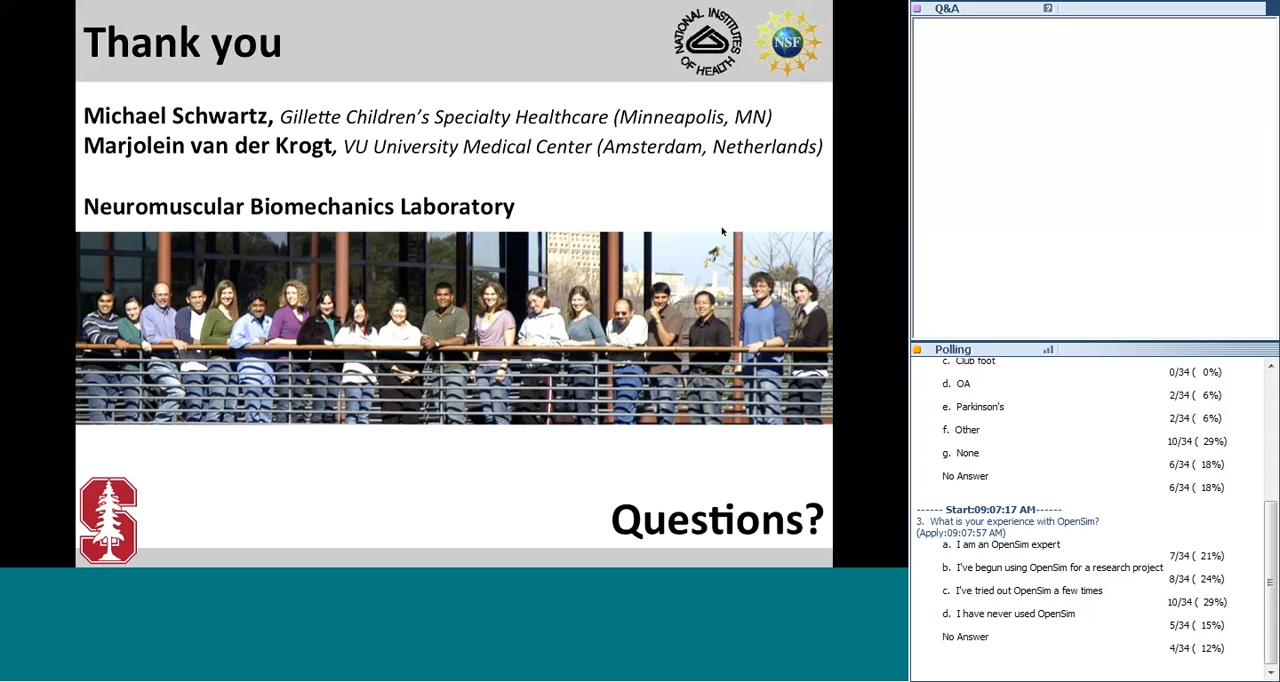 Thank you
NATIONAL INSTITUTES OF HEALTH
NSF
Michael Schwartz, Gillette Children's Specialty Healthcare (Minneapolis, MN)
Marjolein van der Krogt, VU University Medical Center (Amsterdam, Netherlands)
Neuromuscular Biomechanics Laboratory
Questions?
Q&A
?
Polling
c. Club foot
0/34 ( 0%)
d. OA
2/34 ( 6%)
e. Parkinson's
2/34 ( 6%)
f. Other
10/34 ( 29%)
g. None
6/34 ( 18%)
No Answer
6/34 ( 18%)
------ Start:09:07:17 AM------
3. What is your experience with OpenSim?
(Apply:09:07:57 AM)
a. I am an OpenSim expert
7/34 ( 21%)
b. I've begun using OpenSim for a research project
8/34 ( 24%)
c. I've tried out OpenSim a few times
10/34 ( 29%)
d. I have never used OpenSim
5/34 ( 15%)
No Answer
4/34 ( 12%)